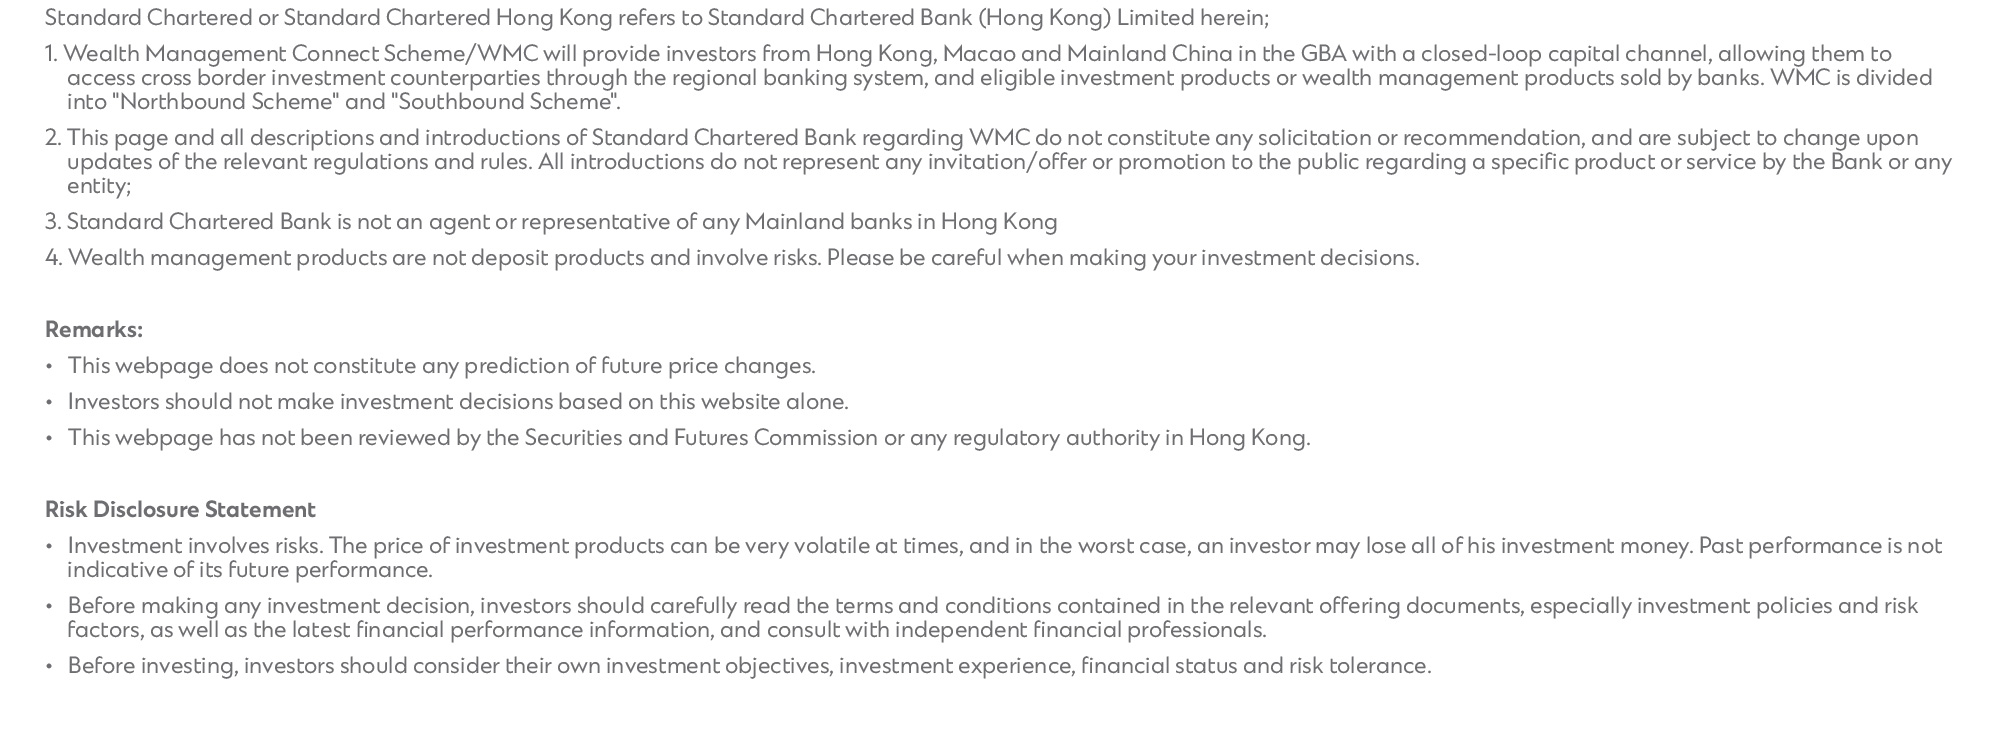 Standard Chartered or Standard Chartered Hong Kong refers to Standard Chartered Bank (Hong Kong) Limited herein;
1. Wealth Management Connect Scheme/WMC will provide investors from Hong Kong, Macao and Mainland China in the GBA with a closed-loop capital channel, allowing them to
access cross border investment counterparties through the regional banking system, and eligible investment products or wealth management products sold by banks. WMC is divided
into "Northbound Scheme" and "Southbound Scheme".
2. This page and all descriptions and introductions of Standard Chartered Bank regarding WMC do not constitute any solicitation or recommendation, and are subject to change upon
updates of the relevant regulations and rules. All introductions do not represent any invitation/offer or promotion to the public regarding a specific product or service by the Bank or any
entity;
3. Standard Chartered Bank is not an agent or representative of any Mainland banks in Hong Kong
4. Wealth management products are not deposit products and involve risks. Please be careful when making your investment decisions.
Remarks:
• This webpage does not constitute any prediction of future price changes.
• Investors should not make investment decisions based on this website alone.
• This webpage has not been reviewed by the Securities and Futures Commission or any regulatory authority in Hong Kong.
Risk Disclosure Statement
• Investment involves risks. The price of investment products can be very volatile at times, and in the worst case, an investor may lose all of his investment money. Past performance is not
indicative of its future performance.
• Before making any investment decision, investors should carefully read the terms and conditions contained in the relevant offering documents, especially investment policies and risk
factors, as well as the latest financial performance information, and consult with independent financial professionals.
• Before investing, investors should consider their own investment objectives, investment experience, financial status and risk tolerance.